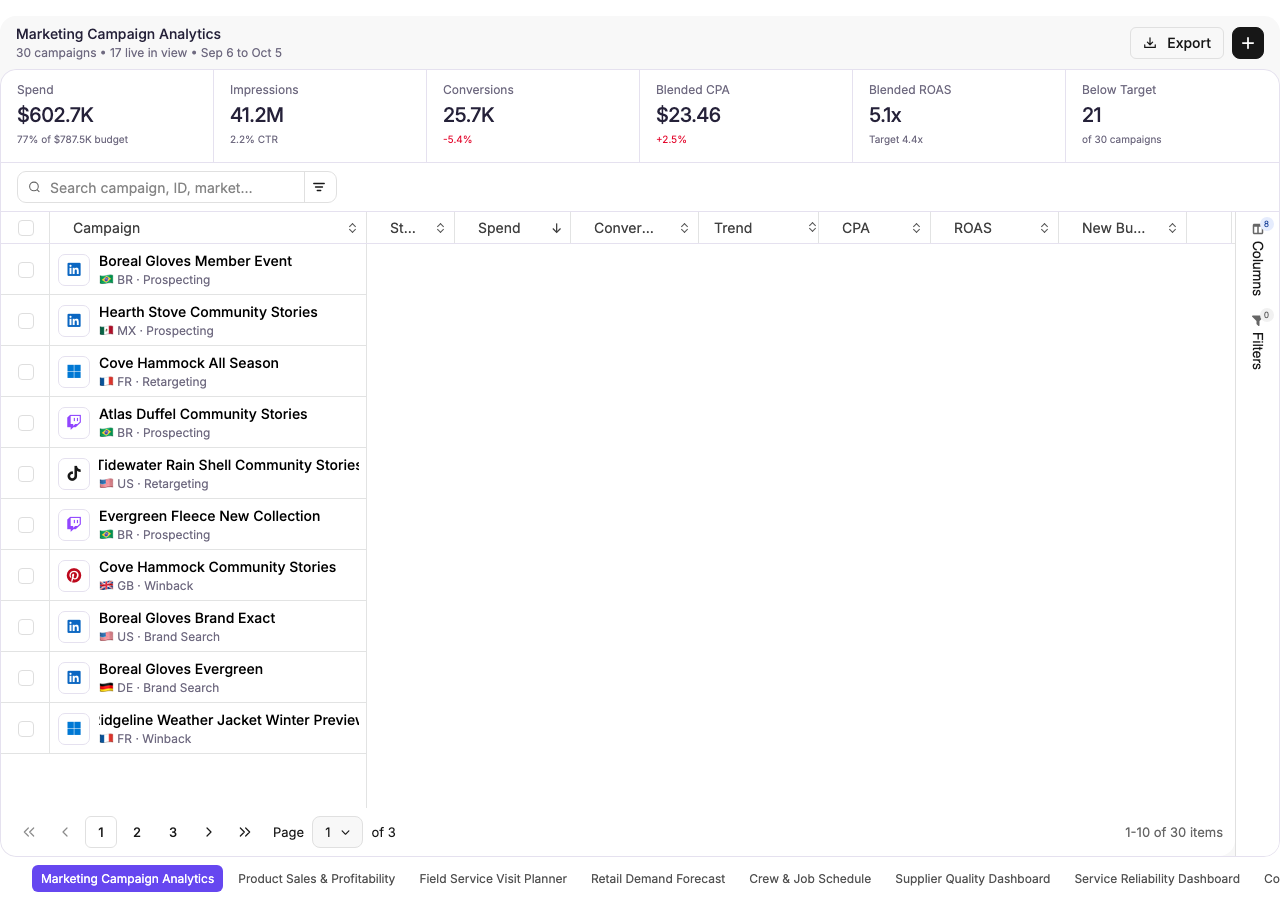 Marketing Campaign Analytics
30 campaigns • 17 live in view • Sep 6 to Oct 5
Export
Spend
$602.7K
77% of $787.5K budget
Impressions
41.2M
2.2% CTR
Conversions
25.7K
-5.4%
Blended CPA
$23.46
+2.5%
Blended ROAS
5.1x
Target 4.4x
Below Target
21
of 30 campaigns
Search campaign, ID, market...
Campaign St... Spend Conver... Trend CPA ROAS New Bu...
8
Columns
0
Filters
Boreal Gloves Member Event
BR · Prospecting
Hearth Stove Community Stories
MX · Prospecting
Cove Hammock All Season
FR · Retargeting
Atlas Duffel Community Stories
BR · Prospecting
Tidewater Rain Shell Community Stories
US · Retargeting
Evergreen Fleece New Collection
BR · Prospecting
Cove Hammock Community Stories
GB · Winback
Boreal Gloves Brand Exact
US · Brand Search
Boreal Gloves Evergreen
DE · Brand Search
idgeline Weather Jacket Winter Preview
FR · Winback
1 2 3 Page 1 of 3
1-10 of 30 items
Marketing Campaign Analytics Product Sales & Profitability Field Service Visit Planner Retail Demand Forecast Crew & Job Schedule Supplier Quality Dashboard Service Reliability Dashboard Co